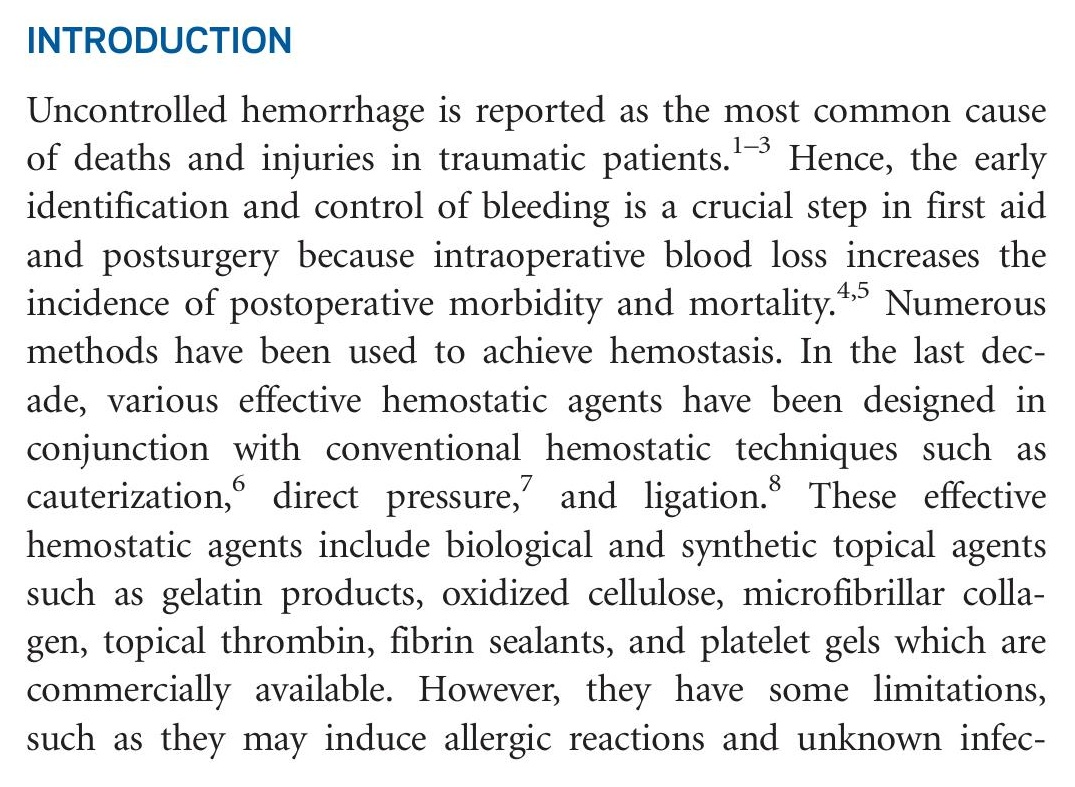 INTRODUCTION
Uncontrolled hemorrhage is reported as the most common cause
of deaths and injuries in traumatic patients.1–3 Hence, the early
identification and control of bleeding is a crucial step in first aid
and postsurgery because intraoperative blood loss increases the
incidence of postoperative morbidity and mortality.4,5 Numerous
methods have been used to achieve hemostasis. In the last dec-
ade, various effective hemostatic agents have been designed in
conjunction with conventional hemostatic techniques such as
cauterization,6 direct pressure,7 and ligation.8 These effective
hemostatic agents include biological and synthetic topical agents
such as gelatin products, oxidized cellulose, microfibrillar colla-
gen, topical thrombin, fibrin sealants, and platelet gels which are
commercially available. However, they have some limitations,
such as they may induce allergic reactions and unknown infec-